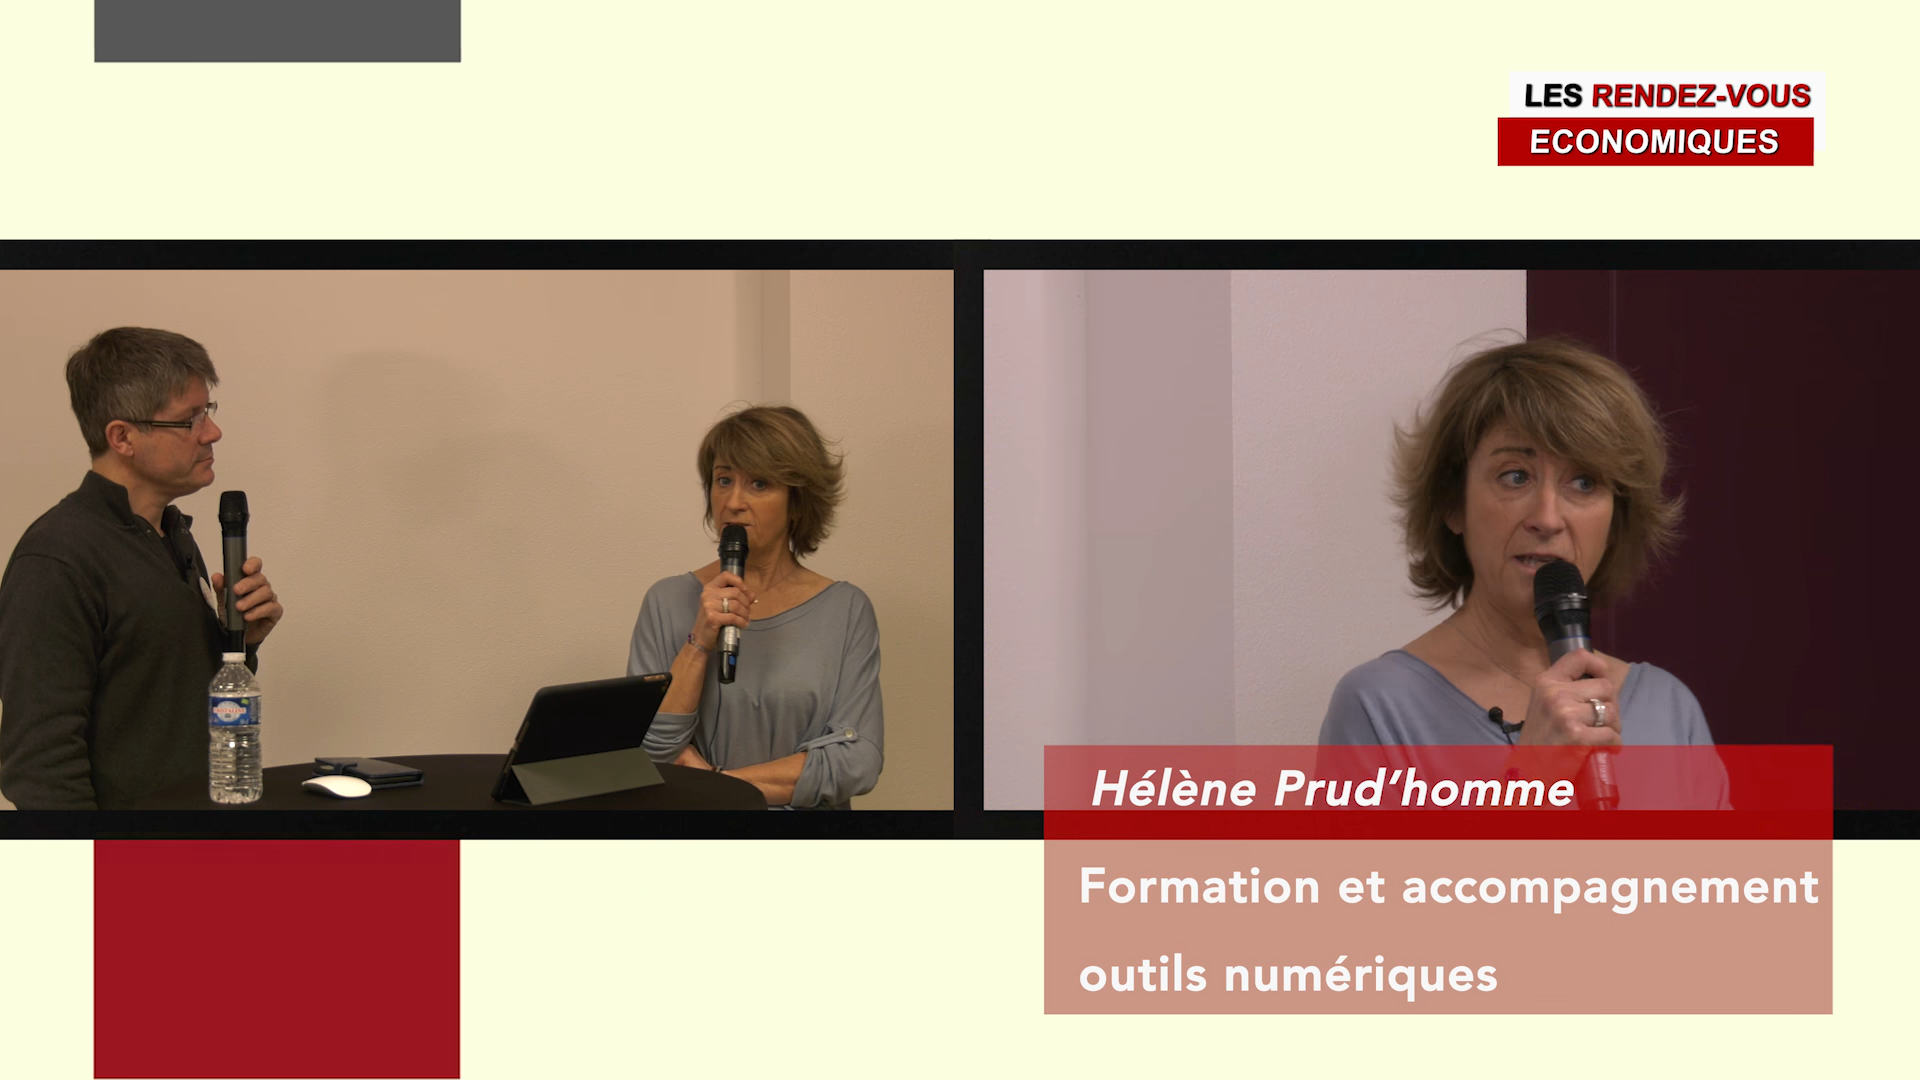 LES RENDEZ-VOUS
ECONOMIQUES
Hélène Prud’homme
Formation et accompagnement
outils numériques